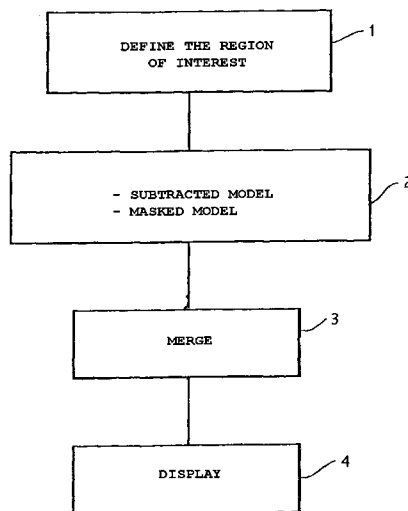 DEFINE THE REGION
OF INTEREST
1
- SUBTRACTED MODEL
- MASKED MODEL
2
MERGE
3
DISPLAY
4